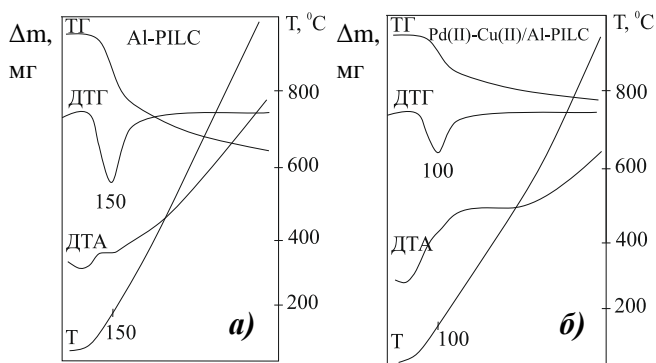 Δm,
мг
ТГ
Al-PILC
T, °C
ДТГ
800
600
150
ДТА
400
200
T
150
а)
Δm,
мг
ТГ
Pd(II)-Cu(II)/Al-PILC
T, °C
ДТГ
800
600
100
ДТА
400
200
T
100
б)